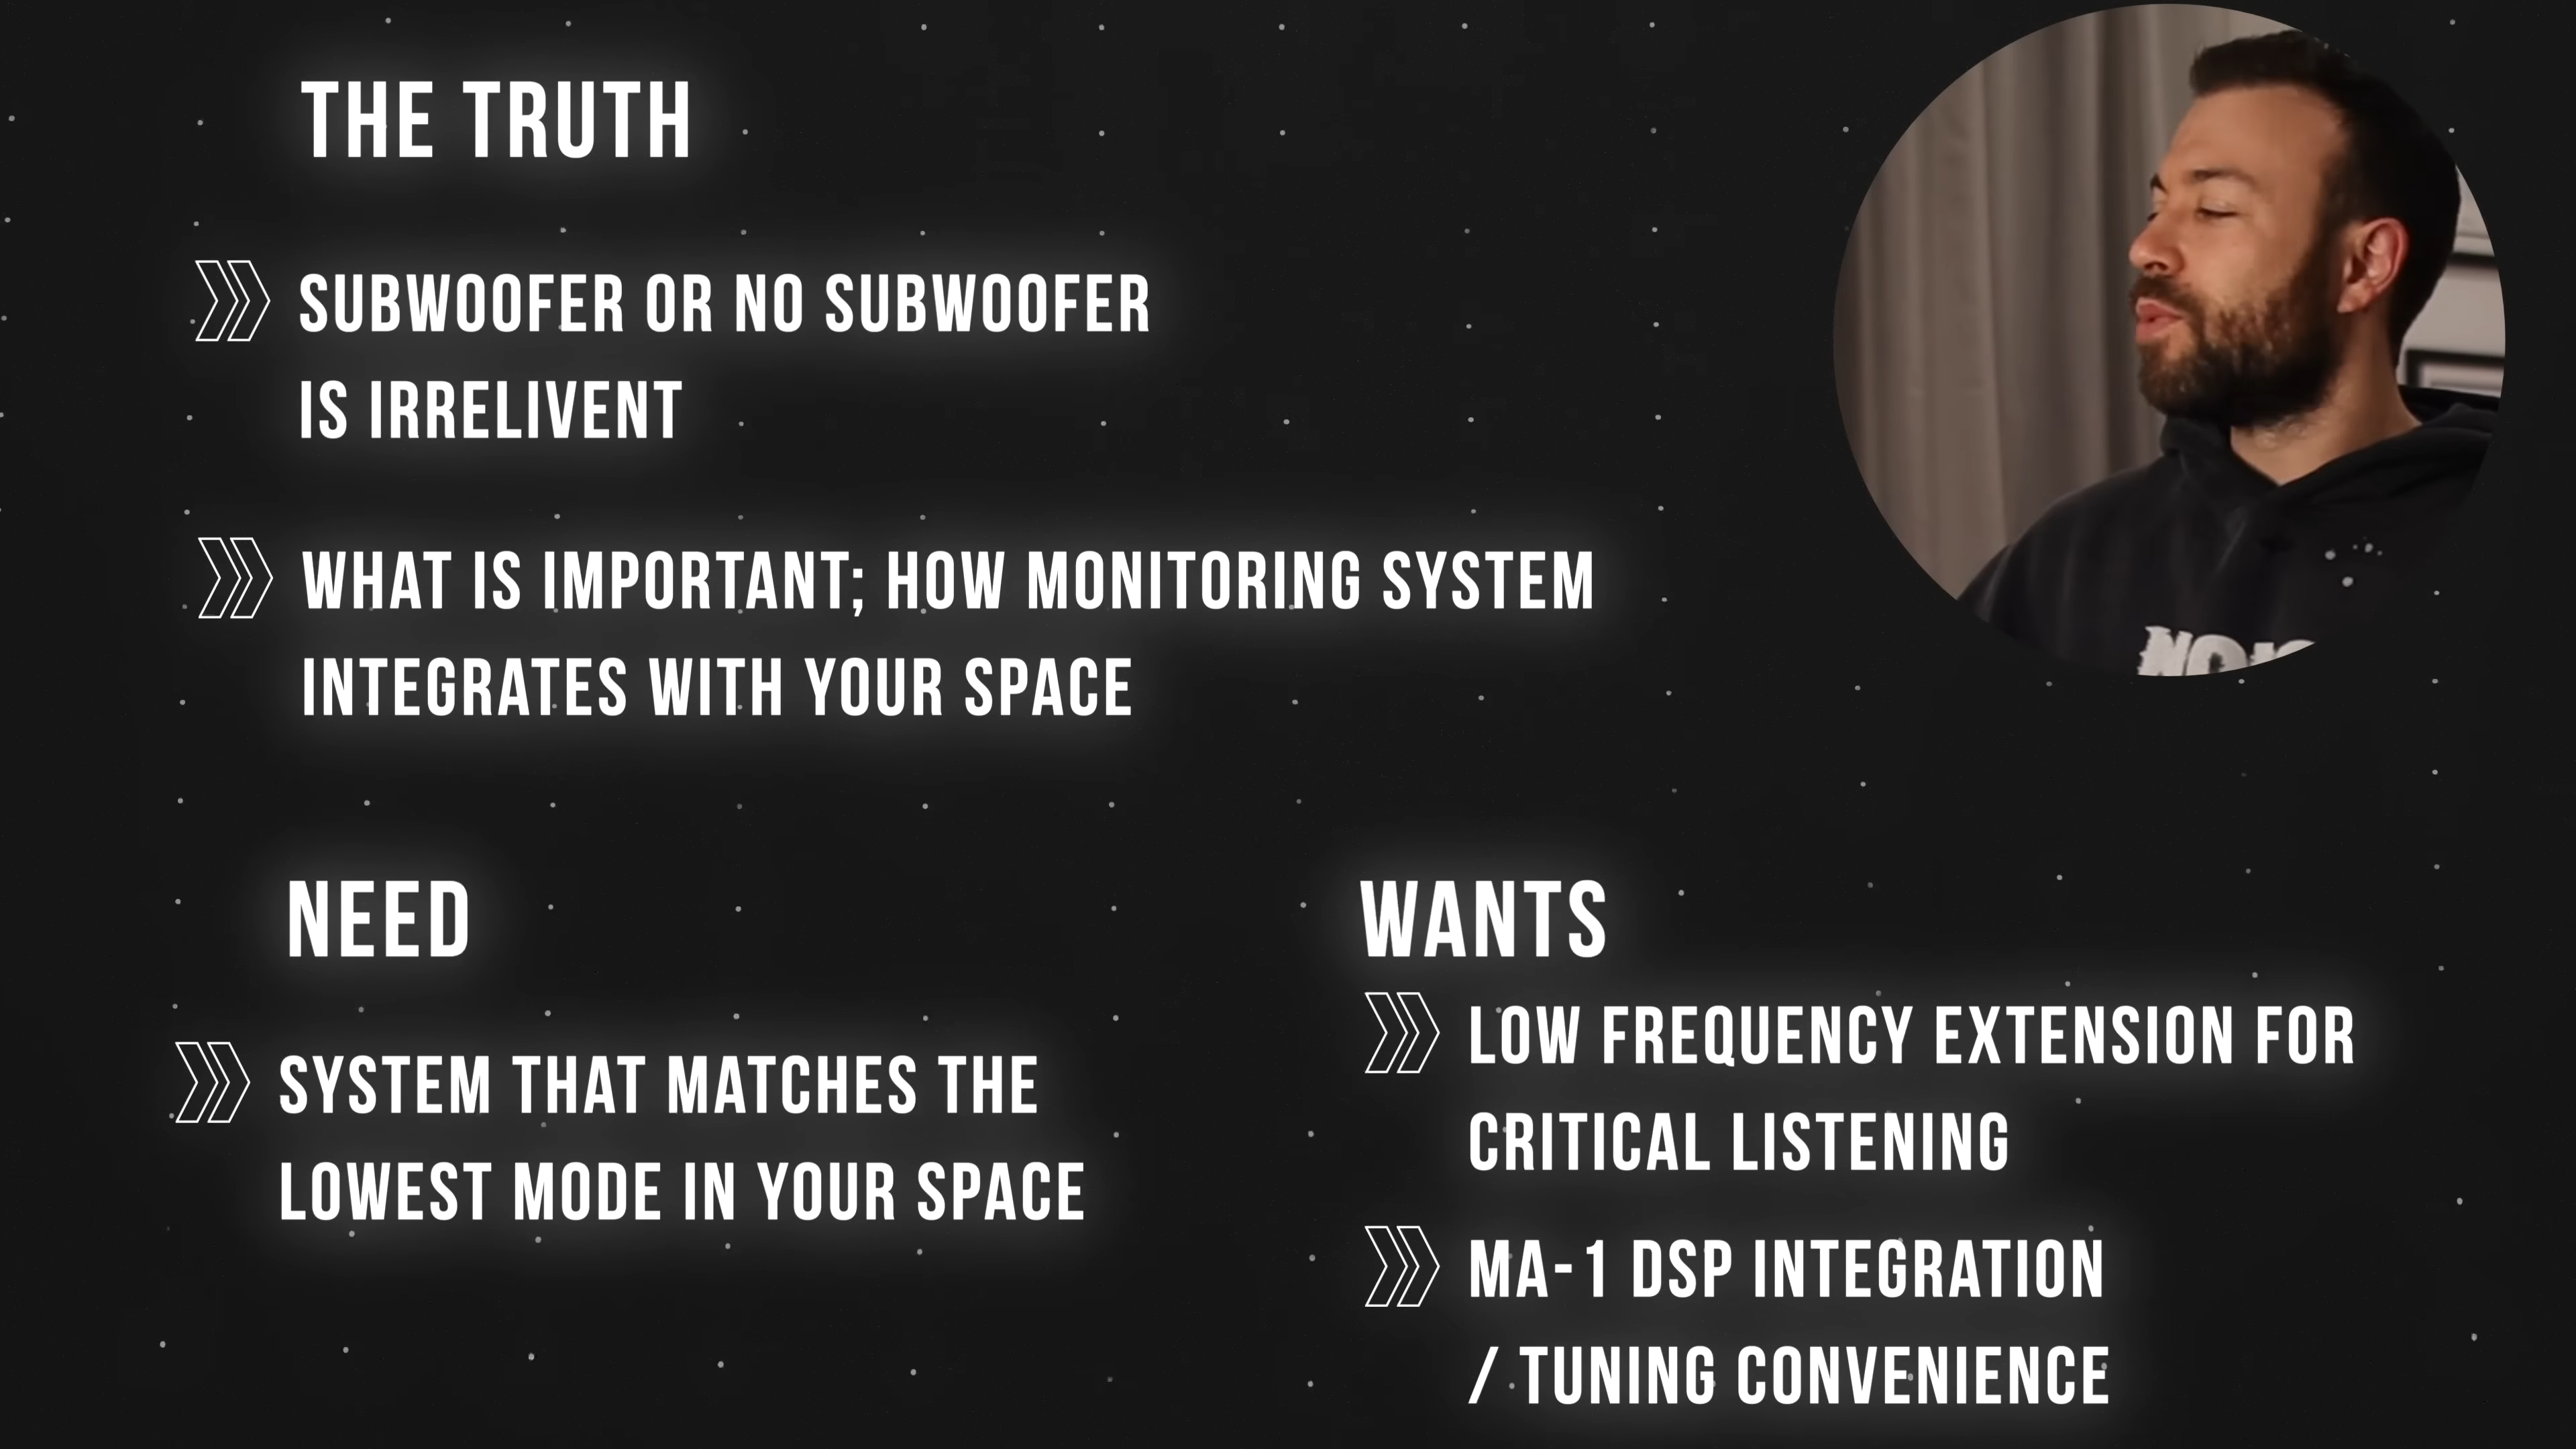 THE TRUTH
SUBWOOFER OR NO SUBWOOFER
IS IRRELIVENT
WHAT IS IMPORTANT; HOW MONITORING SYSTEM
INTEGRATES WITH YOUR SPACE
NEED
SYSTEM THAT MATCHES THE
LOWEST MODE IN YOUR SPACE
WANTS
LOW FREQUENCY EXTENSION FOR
CRITICAL LISTENING
MA-1 DSP INTEGRATION
/ TUNING CONVENIENCE